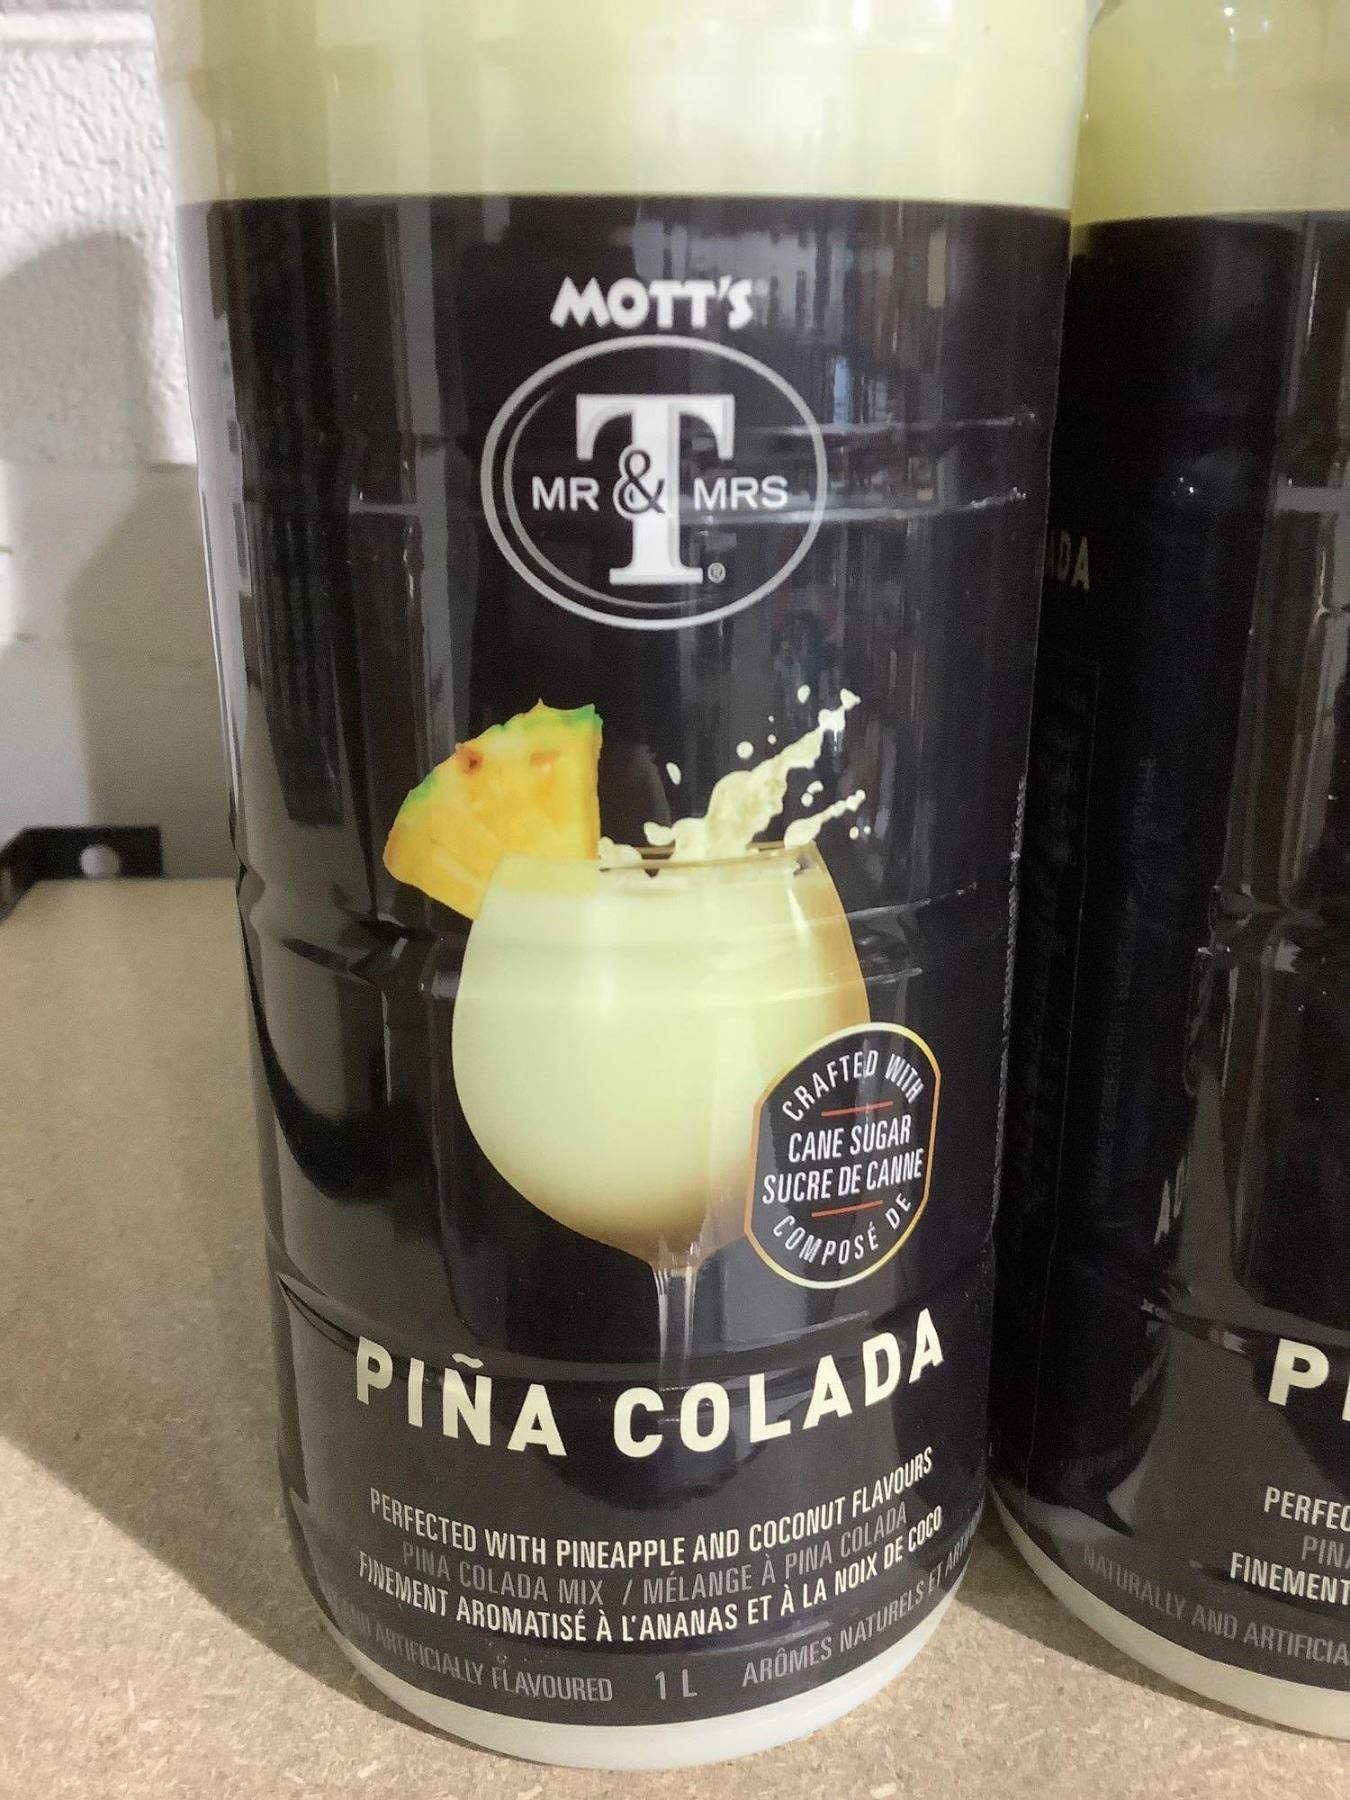 MOTT'S
T
MR & MRS
®
CRAFTED WITH
CANE SUGAR
SUCRE DE CANNE
COMPOSÉ DE
PIÑA COLADA
PERFECTED WITH PINEAPPLE AND COCONUT FLAVOURS
PINA COLADA MIX / MÉLANGE À PINA COLADA
FINEMENT AROMATISÉ À L'ANANAS ET À LA NOIX DE COCO
ARTIFICIALLY FLAVOURED 1 L ARÔMES NATURELS ET
ADA
PERFEC
PIN
FINEMENT
NATURALLY AND ARTIFICIA